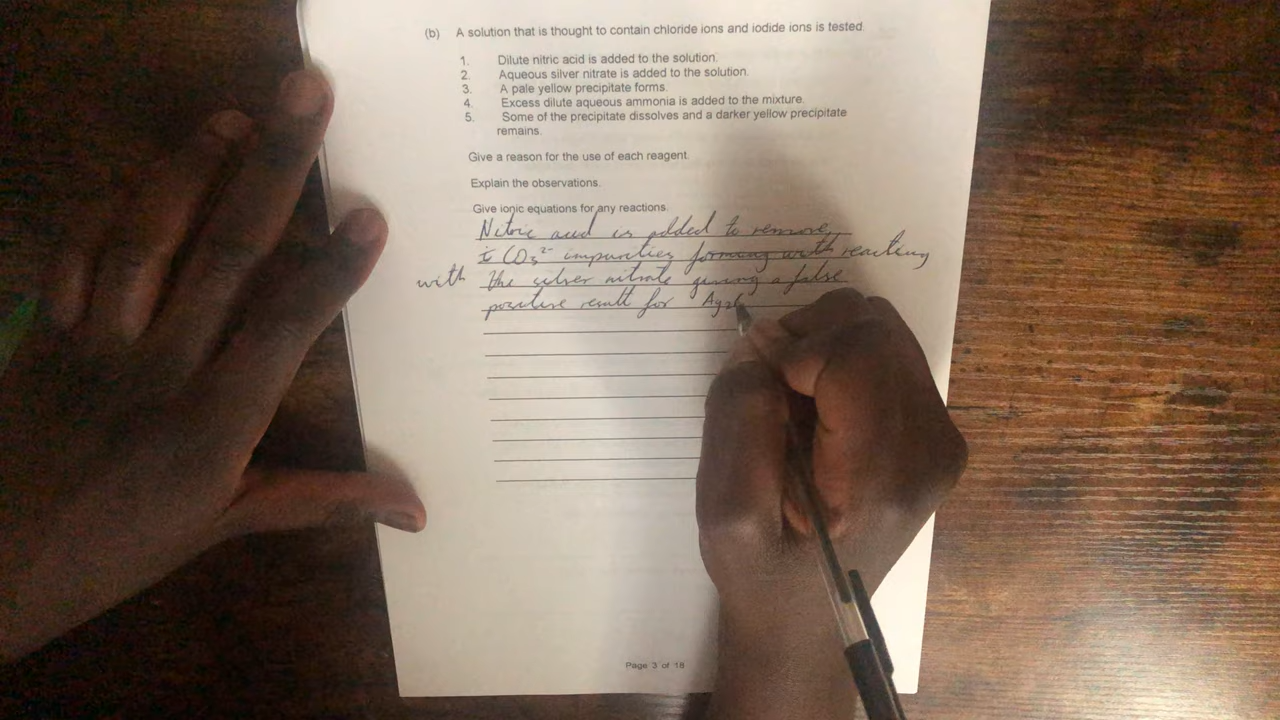 (b) A solution that is thought to contain chloride ions and iodide ions is tested.
1. Dilute nitric acid is added to the solution.
2. Aqueous silver nitrate is added to the solution.
3. A pale yellow precipitate forms.
4. Excess dilute aqueous ammonia is added to the mixture.
5. Some of the precipitate dissolves and a darker yellow precipitate
remains.
Give a reason for the use of each reagent.
Explain the observations.
Give ionic equations for any reactions.
Nitric acid is added to remove
CO₃²⁻ impurities forming with reacting
with the silver nitrate giving a false
positive result for
Page 3 of 18